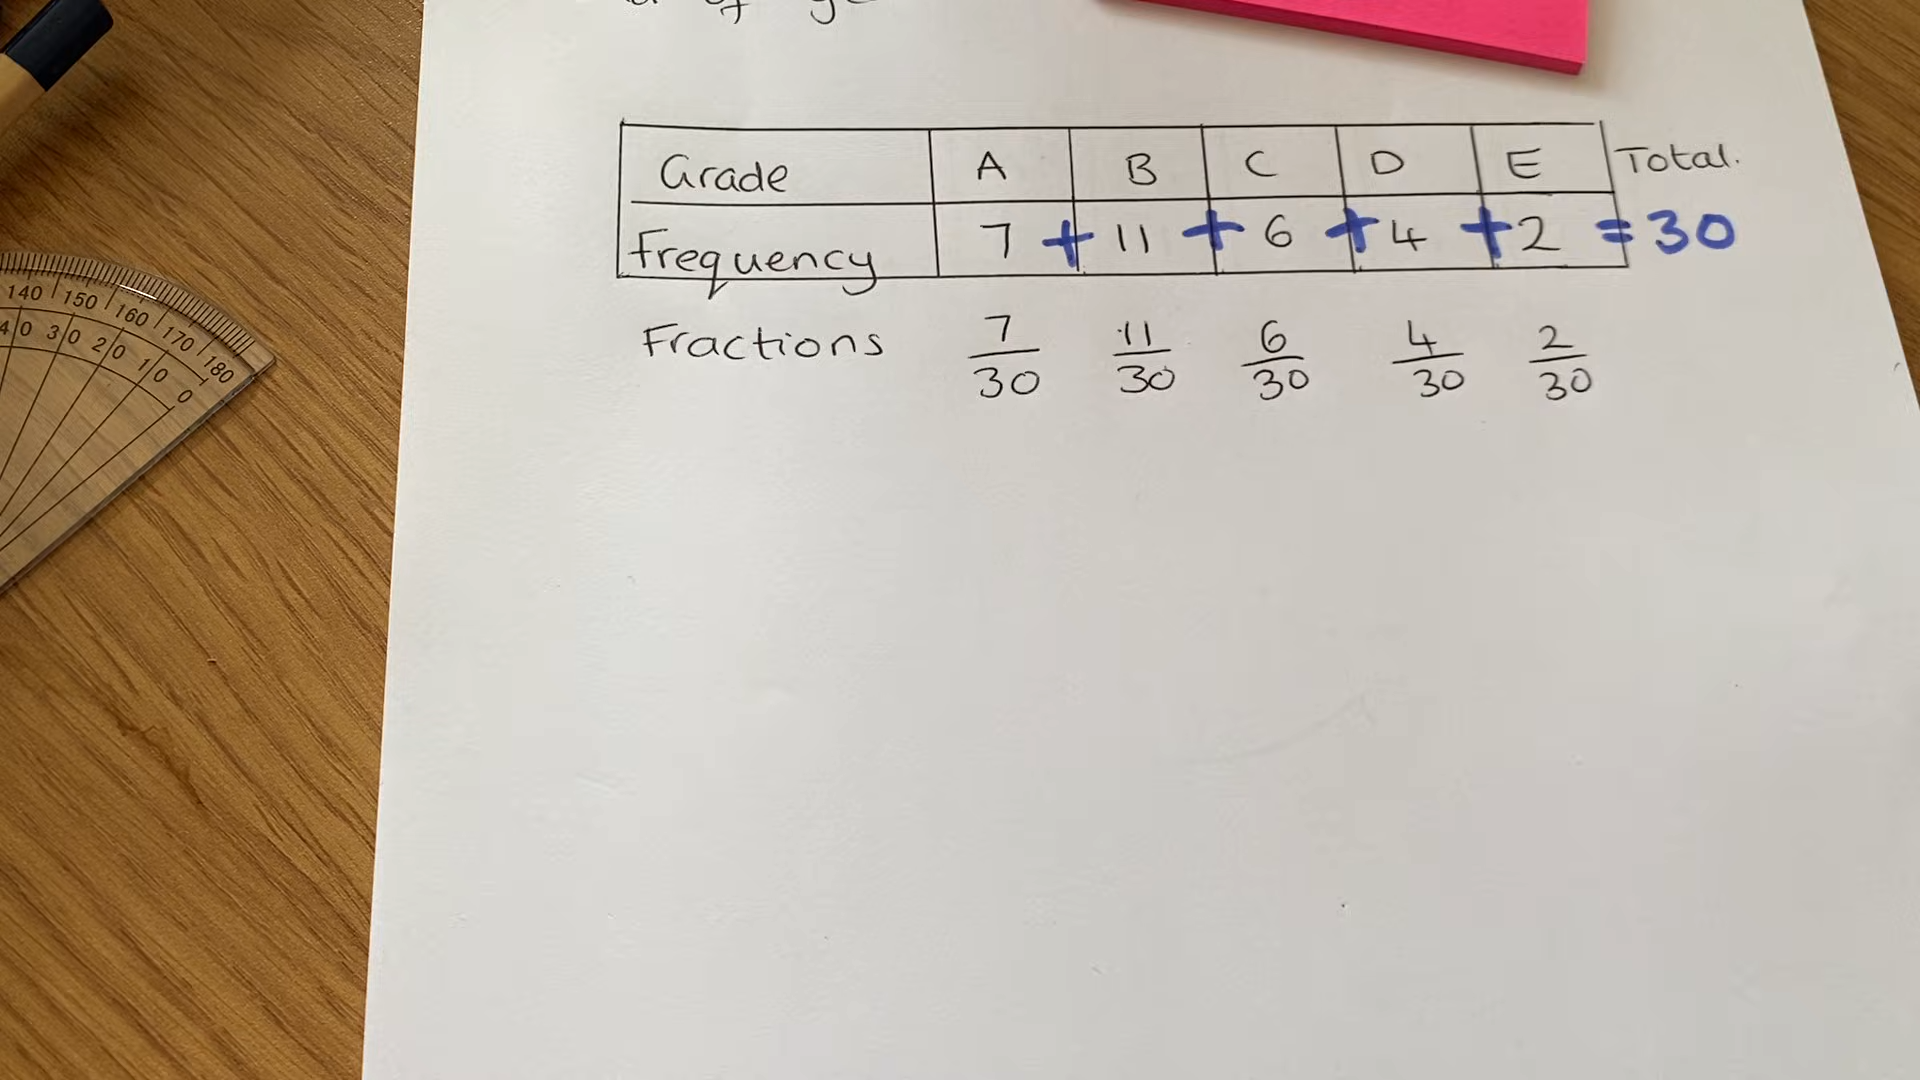 of
Grade A B C D E Total.
Frequency 7 + 11 + 6 + 4 + 2 = 30
Fractions 7/30 11/30 6/30 4/30 2/30
140 150 160 170 180
30 20 10 0